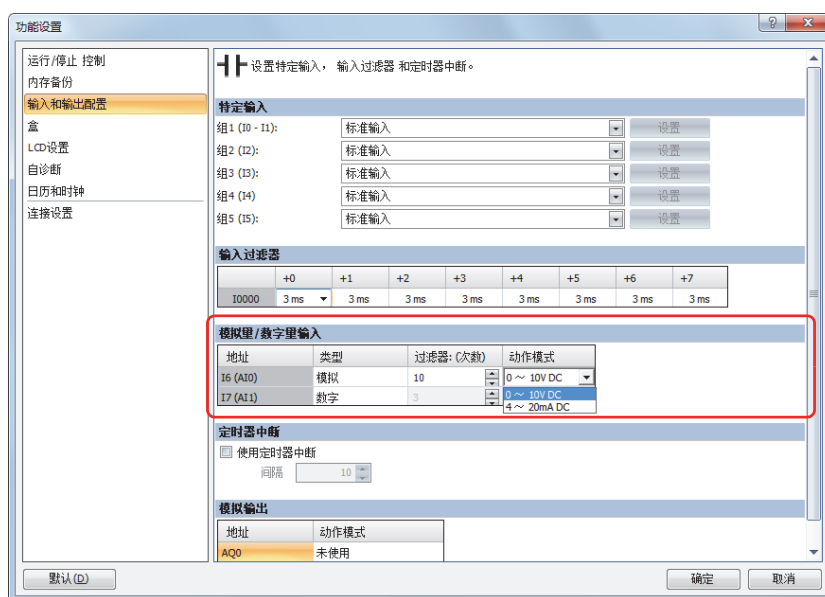 功能设置
运行/停止 控制
内存备份
输入和输出配置
盒
LCD设置
自诊断
日历和时钟
连接设置
设置特定输入， 输入过滤器 和定时器中断。
特定输入
组1 (I0 - I1): 标准输入 设置
组2 (I2): 标准输入 设置
组3 (I3): 标准输入 设置
组4 (I4) 标准输入 设置
组5 (I5): 标准输入 设置
输入过滤器
+0 +1 +2 +3 +4 +5 +6 +7
I0000 3 ms 3 ms 3 ms 3 ms 3 ms 3 ms 3 ms 3 ms
模拟里/数字里输入
地址 类型 过滤器: (次数) 动作模式
I6 (AI0) 模拟 10 0 ～ 10V DC
I7 (AI1) 数字 3 0 ～ 10V DC
4 ～ 20mA DC
定时器中断
使用定时器中断
间隔 10
模拟输出
地址 动作模式
AQ0 未使用
默认(D) 确定 取消